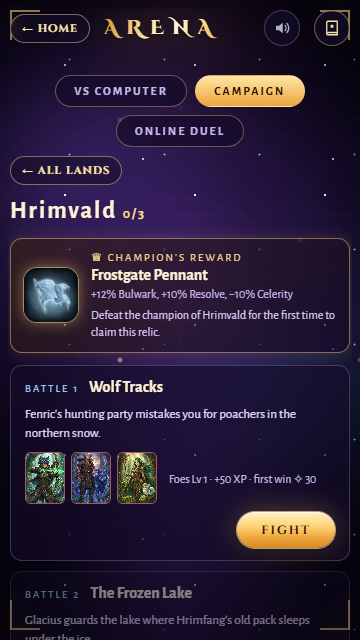 ← HOME
ARENA
VS COMPUTER
CAMPAIGN
ONLINE DUEL
← ALL LANDS
Hrimvald 0/3
♛ CHAMPION'S REWARD
Frostgate Pennant
+12% Bulwark, +10% Resolve, −10% Celerity
Defeat the champion of Hrimvald for the first time to
claim this relic.
BATTLE 1 Wolf Tracks
Fenric's hunting party mistakes you for poachers in the
northern snow.
Foes Lv 1 · +50 XP · first win ✧ 30
FIGHT
BATTLE 2 The Frozen Lake
Glacius guards the lake where Hrimfang's old pack sleeps
under the ice.